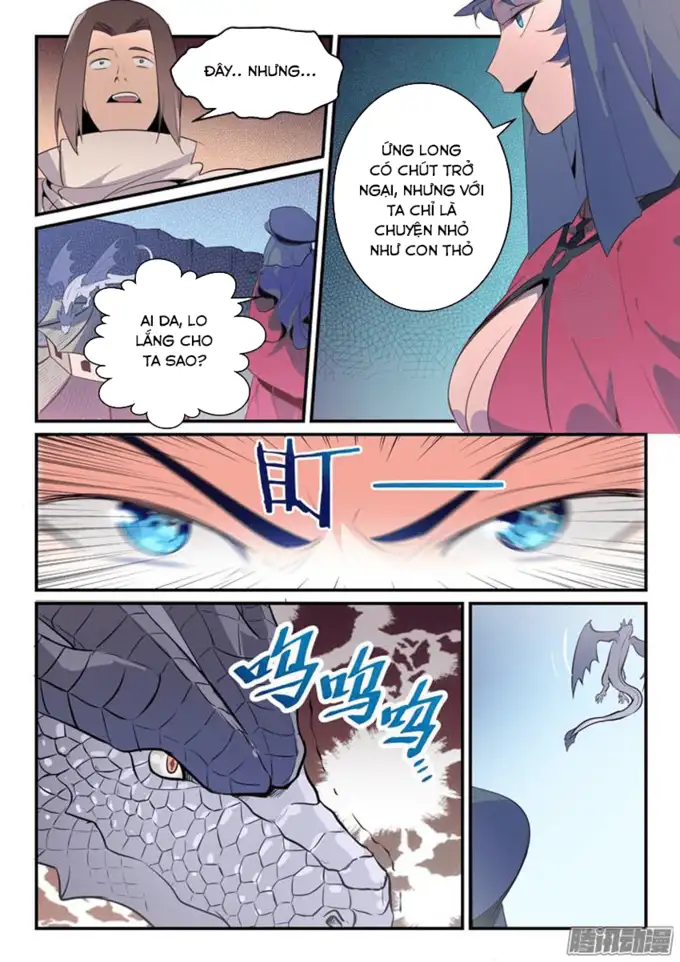 ĐÂY.. NHƯNG...
ỨNG LONG
CÓ CHÚT TRỞ
NGẠI, NHƯNG VỚI
TA CHỈ LÀ
CHUYỆN NHỎ
NHƯ CON THỎ
AI DA, LO
LẮNG CHO
TA SAO?
盯——
呜呜呜...
腾讯动漫